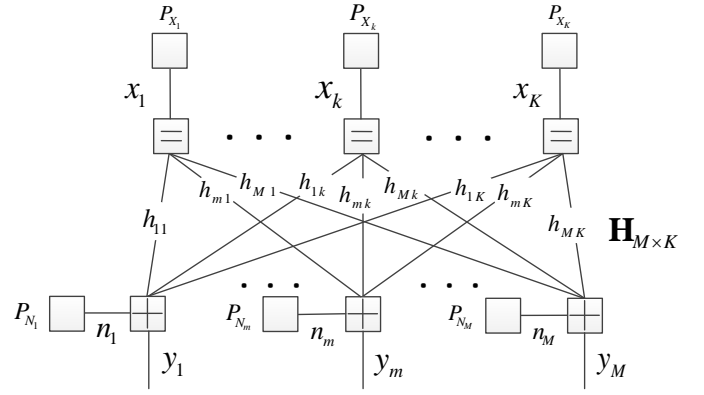 P_{X_1} P_{X_k} P_{X_K}
x_1 x_k x_K
= · · · = · · · =
h_{11} h_{m1} h_{M1} h_{1k} h_{mk} h_{Mk} h_{1K} h_{mK} h_{MK} H_{M×K}
· · · · · ·
P_{N_1} n_1 P_{N_m} n_m P_{N_M} n_M
y_1 y_m y_M